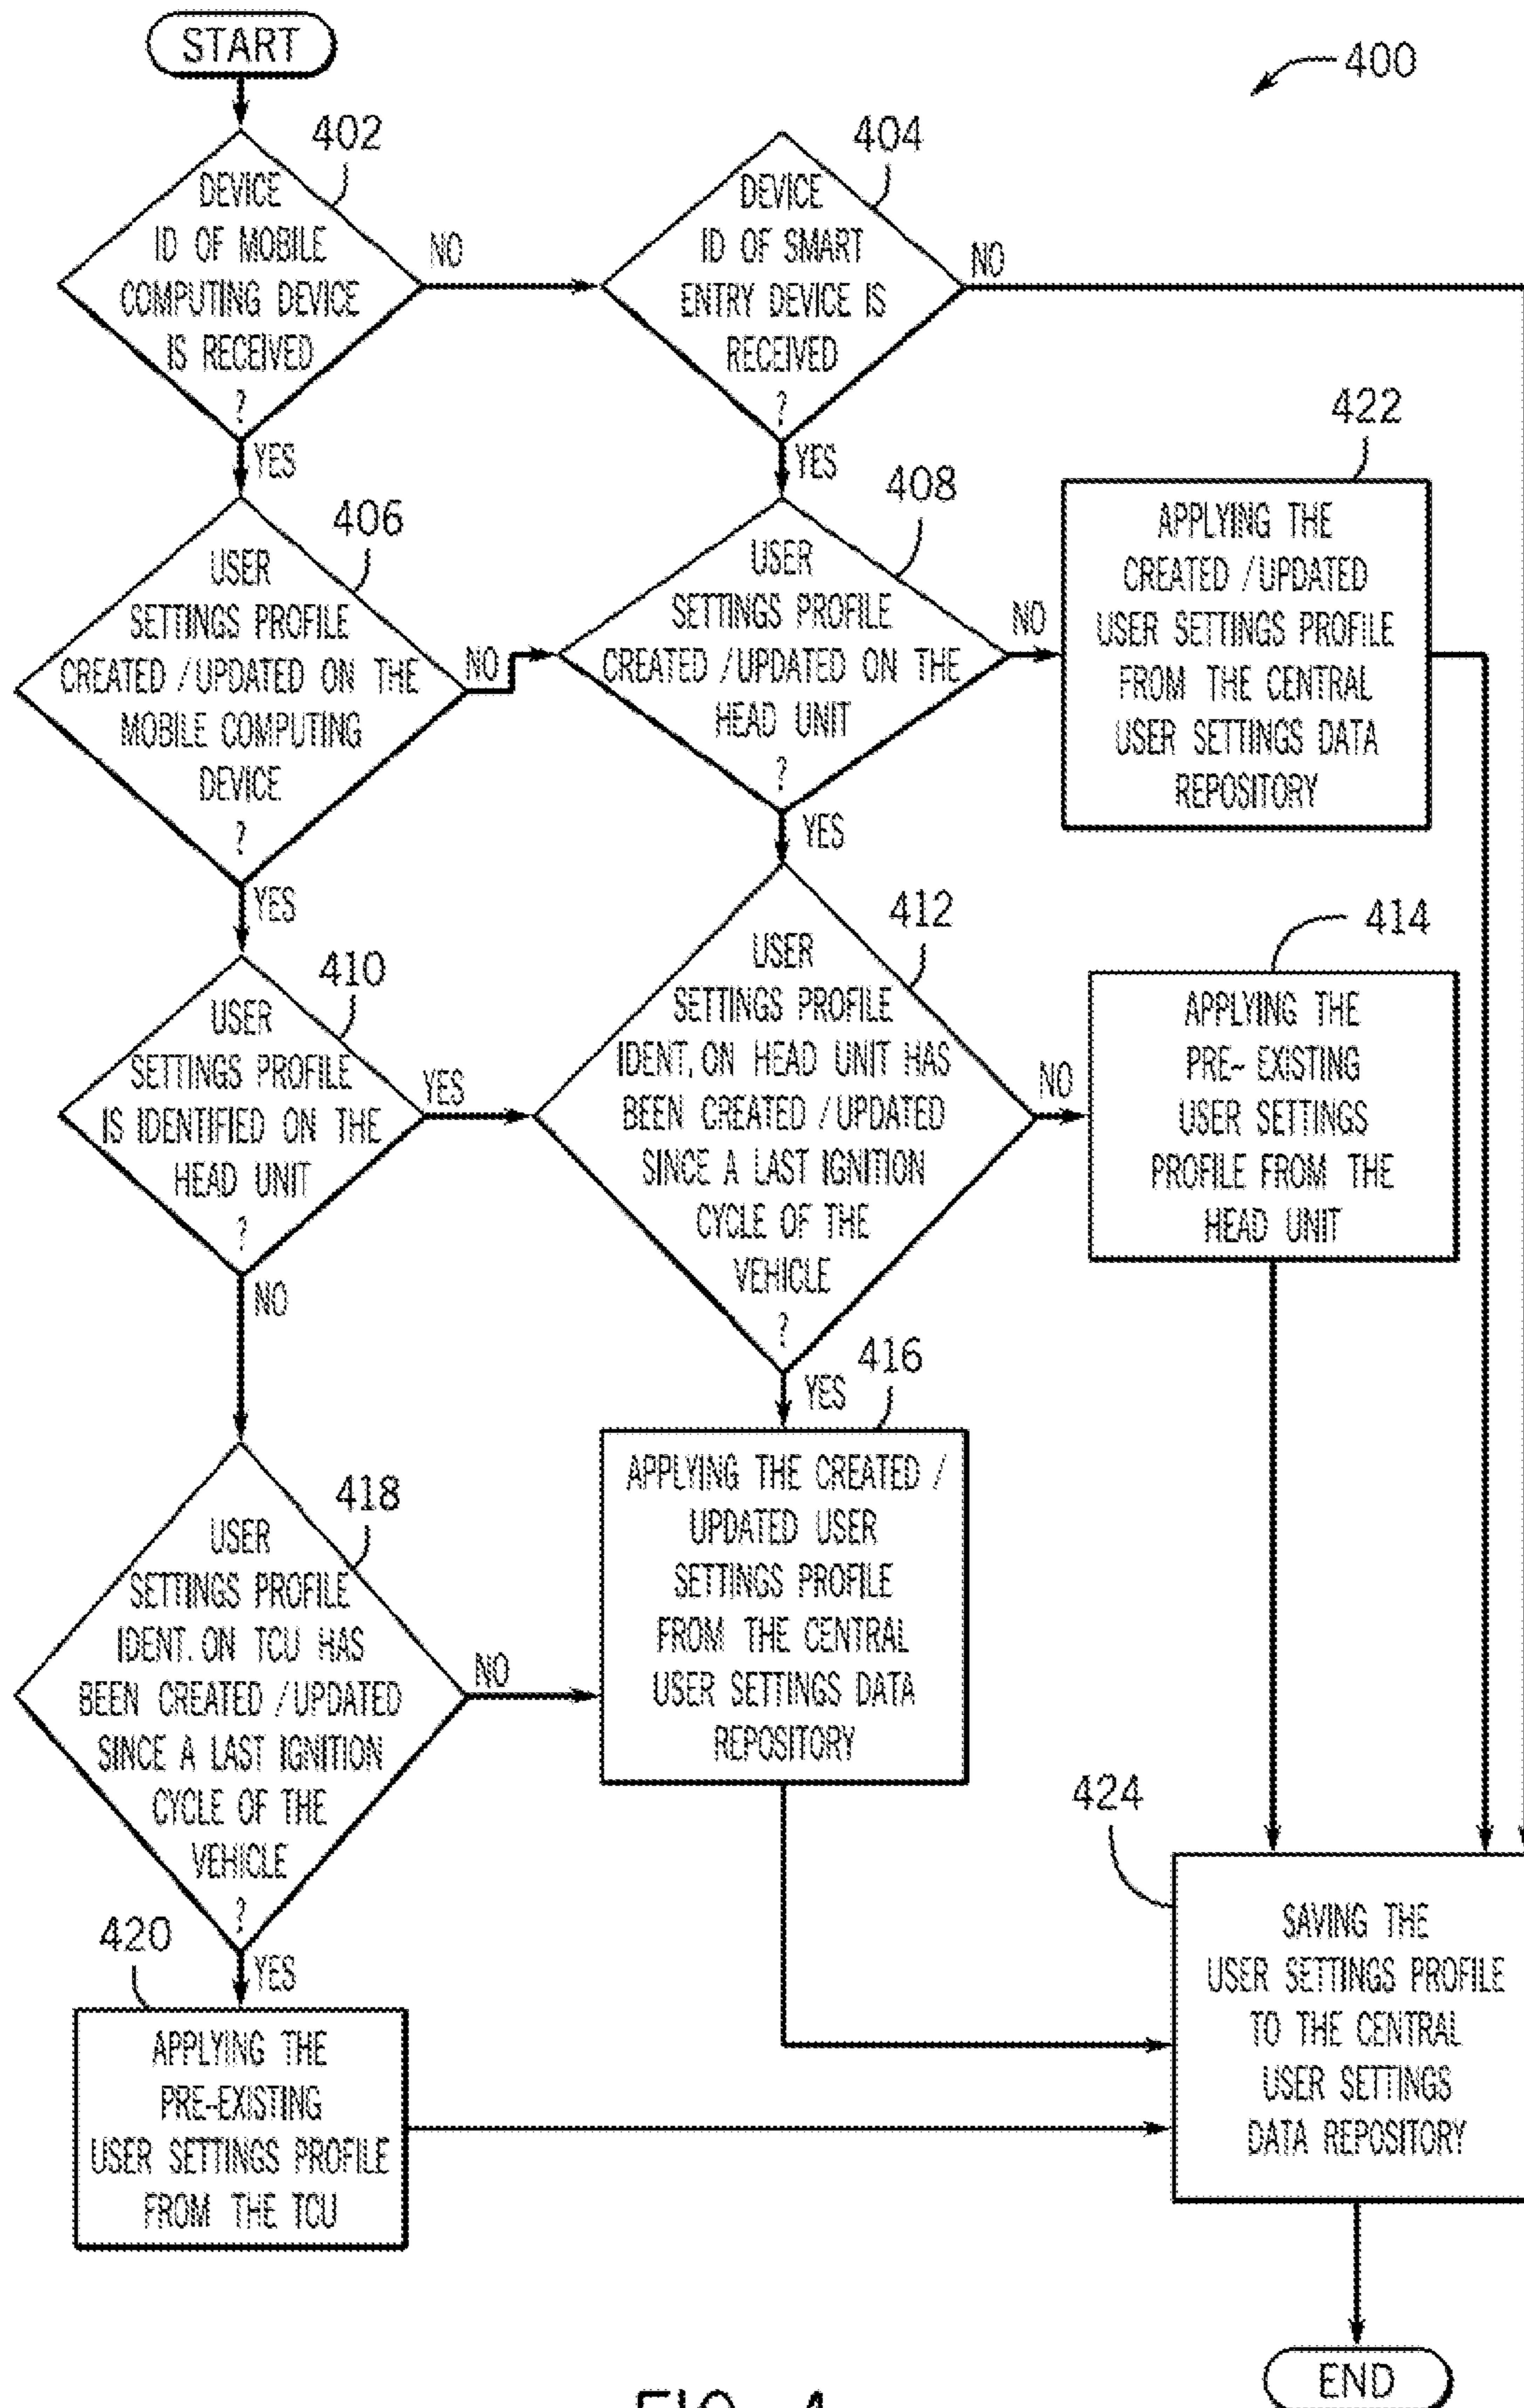 START
400
402
DEVICE
ID OF MOBILE
COMPUTING DEVICE
IS RECEIVED
?
NO
YES
404
DEVICE
ID OF SMART
ENTRY DEVICE IS
RECEIVED
?
NO
YES
406
USER
SETTINGS PROFILE
CREATED / UPDATED ON THE
MOBILE COMPUTING
DEVICE
?
NO
YES
408
USER
SETTINGS PROFILE
CREATED / UPDATED ON THE
HEAD UNIT
?
NO
YES
422
APPLYING THE
CREATED / UPDATED
USER SETTINGS PROFILE
FROM THE CENTRAL
USER SETTINGS DATA
REPOSITORY
410
USER
SETTINGS PROFILE
IS IDENTIFIED ON THE
HEAD UNIT
?
YES
NO
412
USER
SETTINGS PROFILE
IDENT. ON HEAD UNIT HAS
BEEN CREATED / UPDATED
SINCE A LAST IGNITION
CYCLE OF THE
VEHICLE
?
NO
YES
414
APPLYING THE
PRE- EXISTING
USER SETTINGS
PROFILE FROM THE
HEAD UNIT
416
APPLYING THE CREATED /
UPDATED USER
SETTINGS PROFILE
FROM THE CENTRAL
USER SETTINGS DATA
REPOSITORY
418
USER
SETTINGS PROFILE
IDENT. ON TCU HAS
BEEN CREATED / UPDATED
SINCE A LAST IGNITION
CYCLE OF THE
VEHICLE
?
NO
YES
420
APPLYING THE
PRE-EXISTING
USER SETTINGS PROFILE
FROM THE TCU
424
SAVING THE
USER SETTINGS PROFILE
TO THE CENTRAL
USER SETTINGS
DATA REPOSITORY
END
FIG. 4